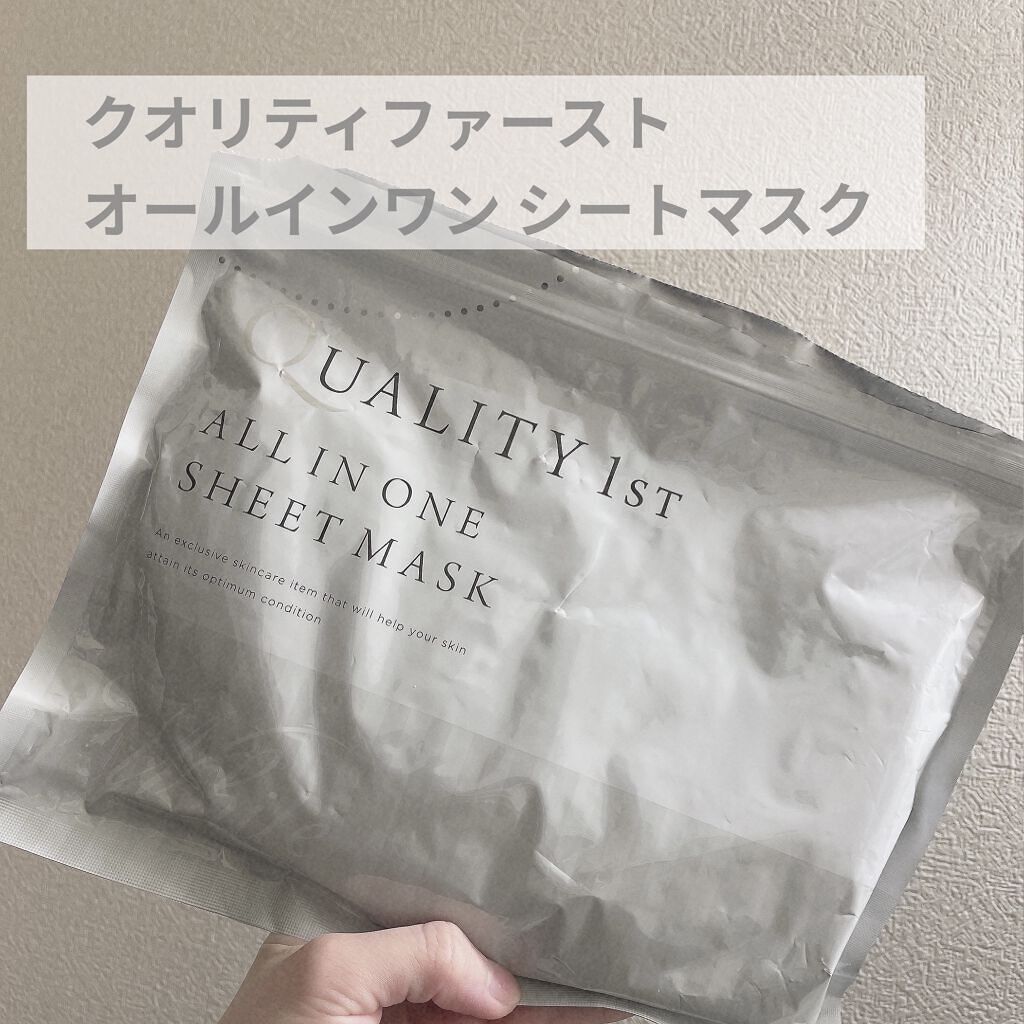 クオリティファースト
オールインワン シートマスク
QUALITY 1ST
ALL IN ONE
SHEET MASK
An exclusive skincare item that will help your skin
attain its optimum condition